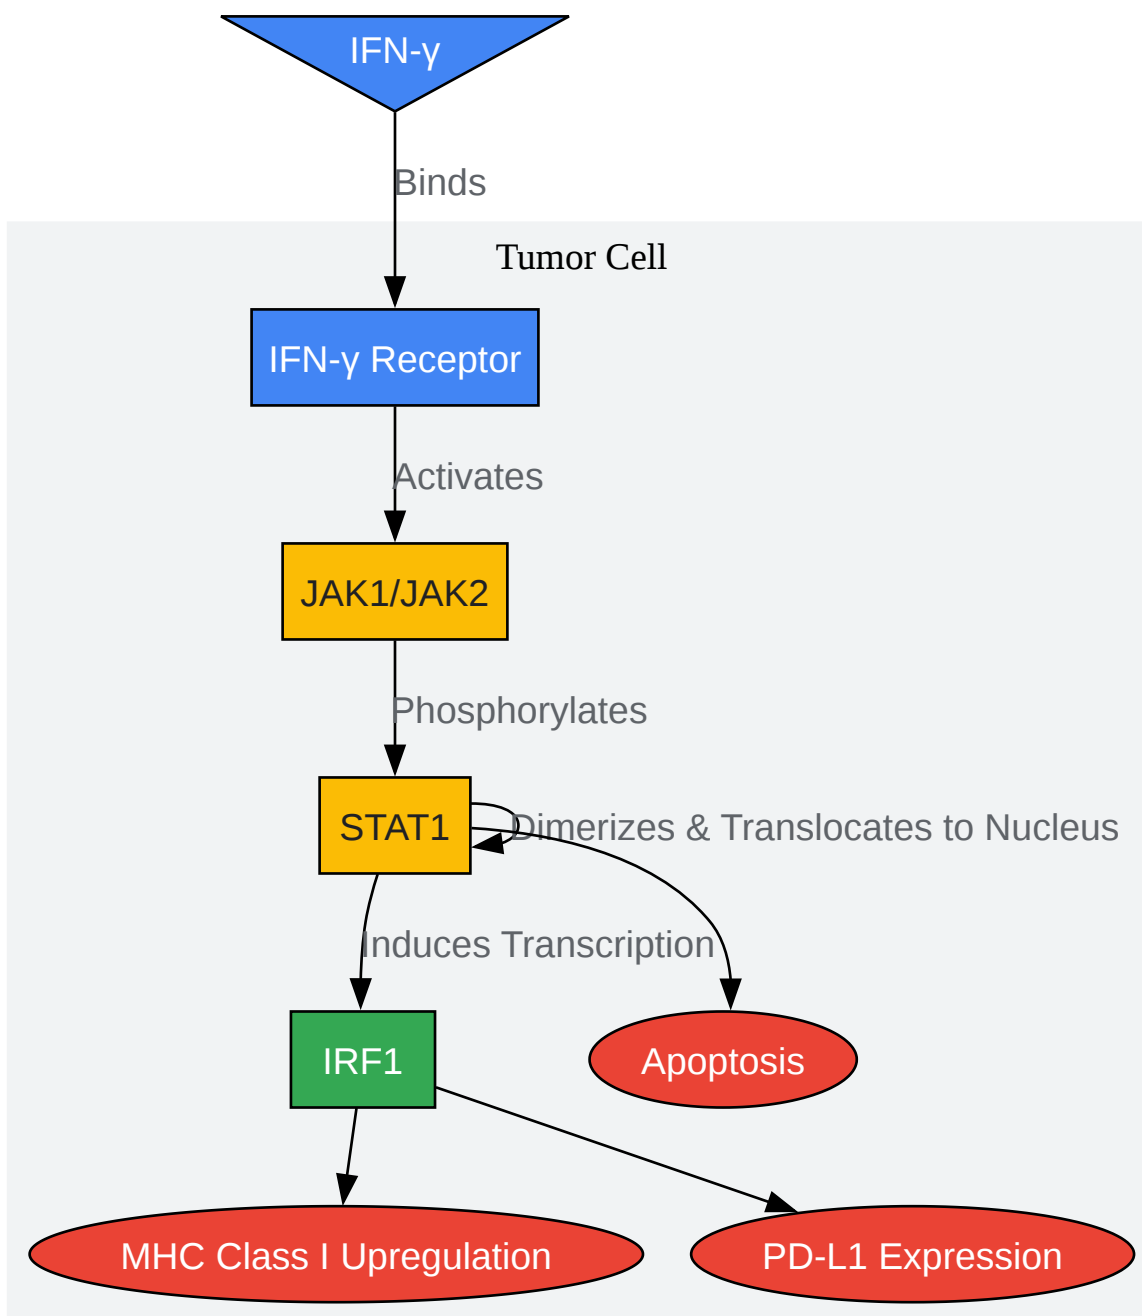 IFN-γ
Binds
Tumor Cell
IFN-γ Receptor
Activates
JAK1/JAK2
Phosphorylates
STAT1
Dimerizes & Translocates to Nucleus
Induces Transcription
IRF1
Apoptosis
MHC Class I Upregulation
PD-L1 Expression